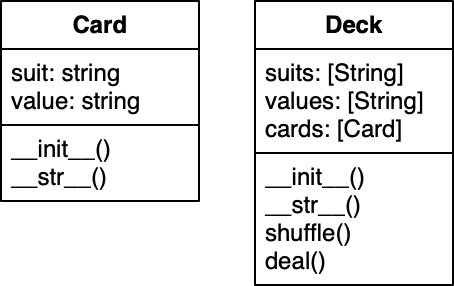 Card
suit: string
value: string
__init__()
__str__()
Deck
suits: [String]
values: [String]
cards: [Card]
__init__()
__str__()
shuffle()
deal()